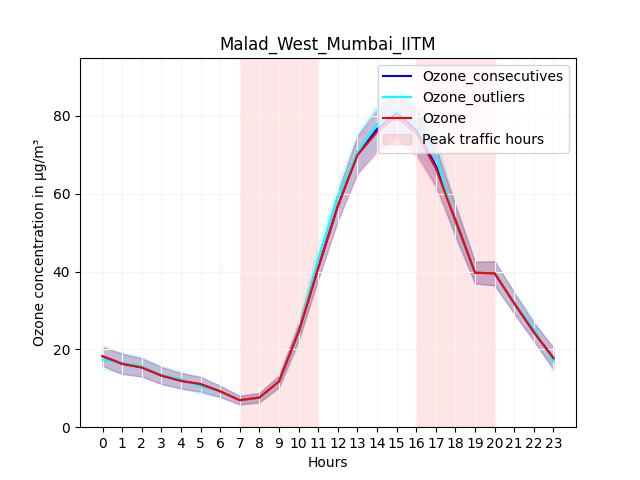 Malad_West_Mumbai_IITM
Ozone concentration in µg/m³
80
60
40
20
0
Ozone_consecutives
Ozone_outliers
Ozone
Peak traffic hours
0 1 2 3 4 5 6 7 8 9 10 11 12 13 14 15 16 17 18 19 20 21 22 23
Hours